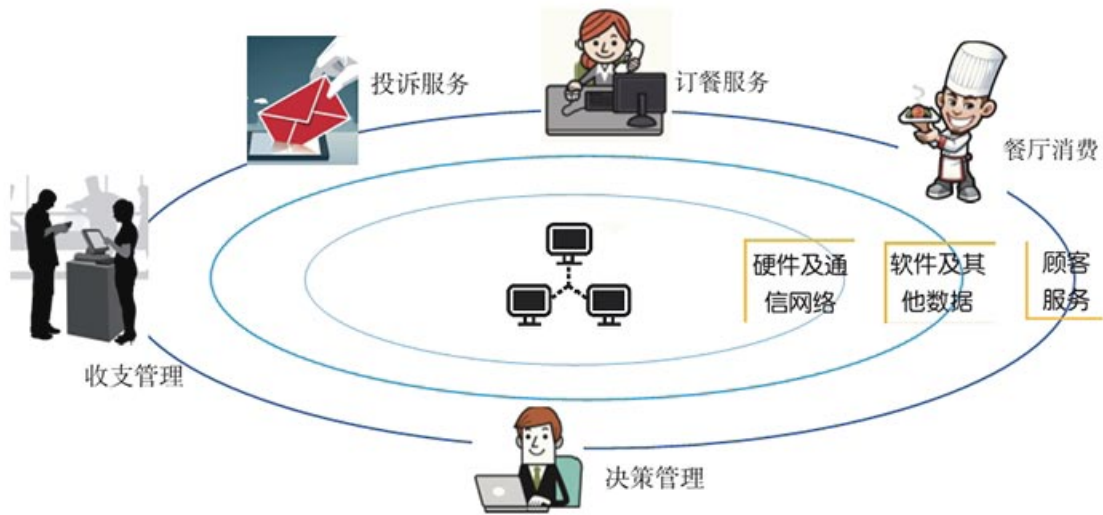 投诉服务
订餐服务
餐厅消费
硬件及通
信网络
软件及其
他数据
顾客
服务
收支管理
决策管理